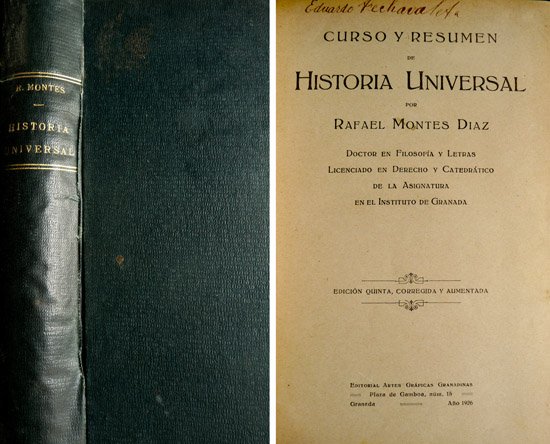 R. MONTES
HISTORIA
UNIVERSAL
Eduardo
CURSO Y RESUMEN
DE
HISTORIA UNIVERSAL
POR
RAFAEL MONTES DIAZ
DOCTOR EN FILOSOFÍA Y LETRAS
LICENCIADO EN DERECHO Y CATEDRÁTICO
DE LA ASIGNATURA
EN EL INSTITUTO DE GRANADA
EDICIÓN QUINTA, CORREGIDA Y AUMENTADA
EDITORIAL ARTES GRÁFICAS GRANADINAS
Plaza de Gamboa, núm. 15
Granada Año 1926